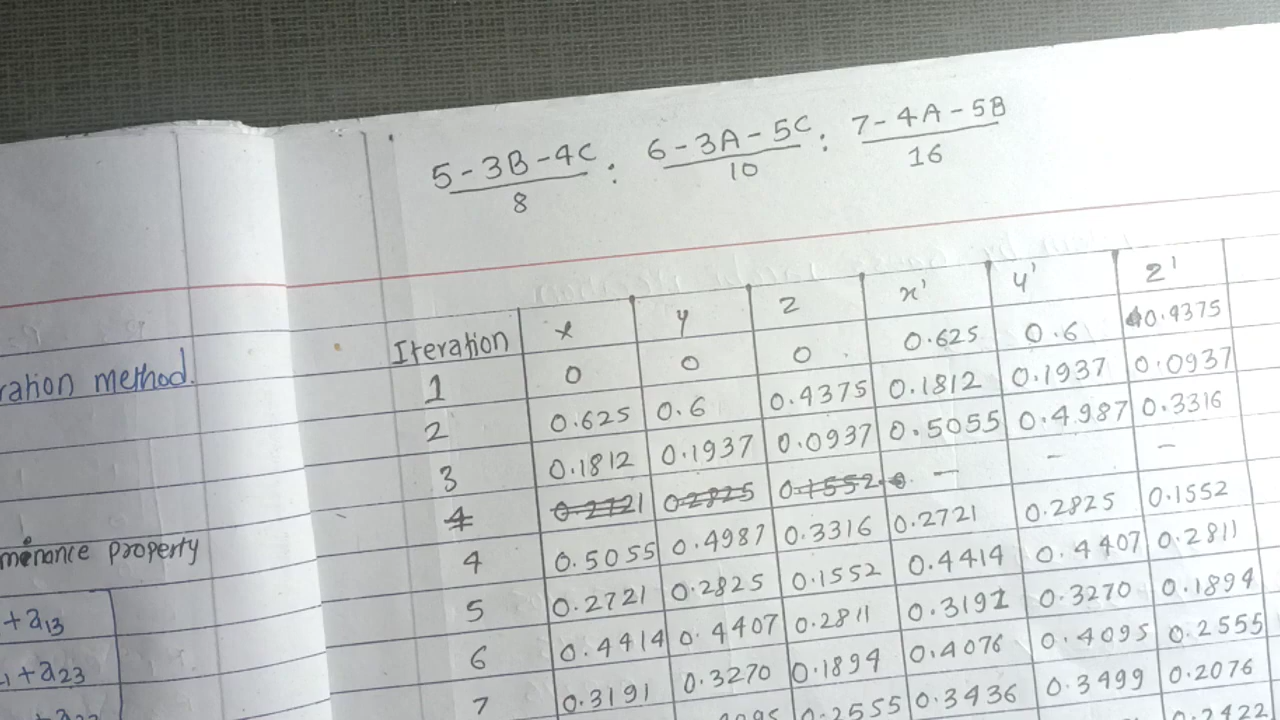 5-3B-4C/8 : 6-3A-5C/10 : 7-4A-5B/16
Iteration x y z x' y' z'
1 0 0 0 0.625 0.6 0.4375
2 0.625 0.6 0.4375 0.1812 0.1937 0.0937
3 0.1812 0.1937 0.0937 0.5055 0.4987 0.3316
4 0.2721 0.2825 0.1552 - - -
4 0.5055 0.4987 0.3316 0.2721 0.2825 0.1552
5 0.2721 0.2825 0.1552 0.4414 0.4407 0.2811
6 0.4414 0.4407 0.2811 0.3191 0.3270 0.1894
7 0.3191 0.3270 0.1894 0.4076 0.4095 0.2555
0.2555 0.3436 0.3499 0.2076
method.
property
+ a13
+ a23